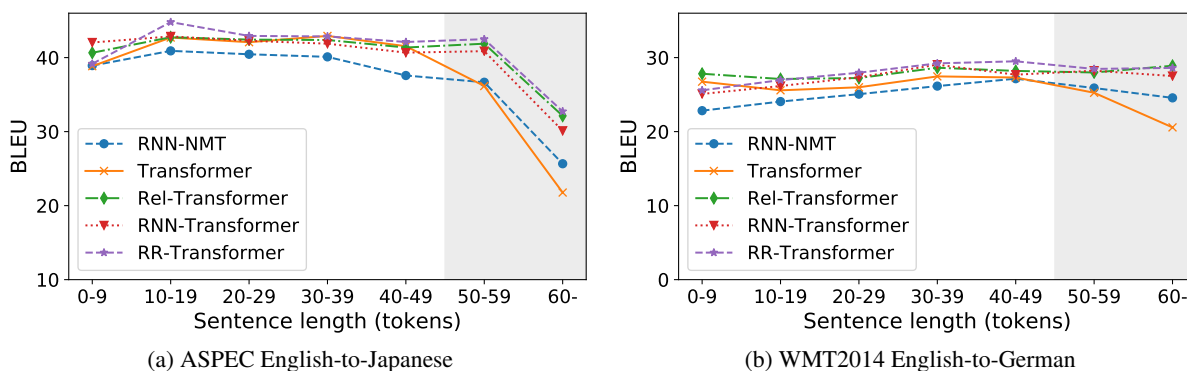 BLEU
40
30
20
10
RNN-NMT
Transformer
Rel-Transformer
RNN-Transformer
RR-Transformer
0-9 10-19 20-29 30-39 40-49 50-59 60-
Sentence length (tokens)
(a) ASPEC English-to-Japanese
BLEU
30
20
10
0
RNN-NMT
Transformer
Rel-Transformer
RNN-Transformer
RR-Transformer
0-9 10-19 20-29 30-39 40-49 50-59 60-
Sentence length (tokens)
(b) WMT2014 English-to-German